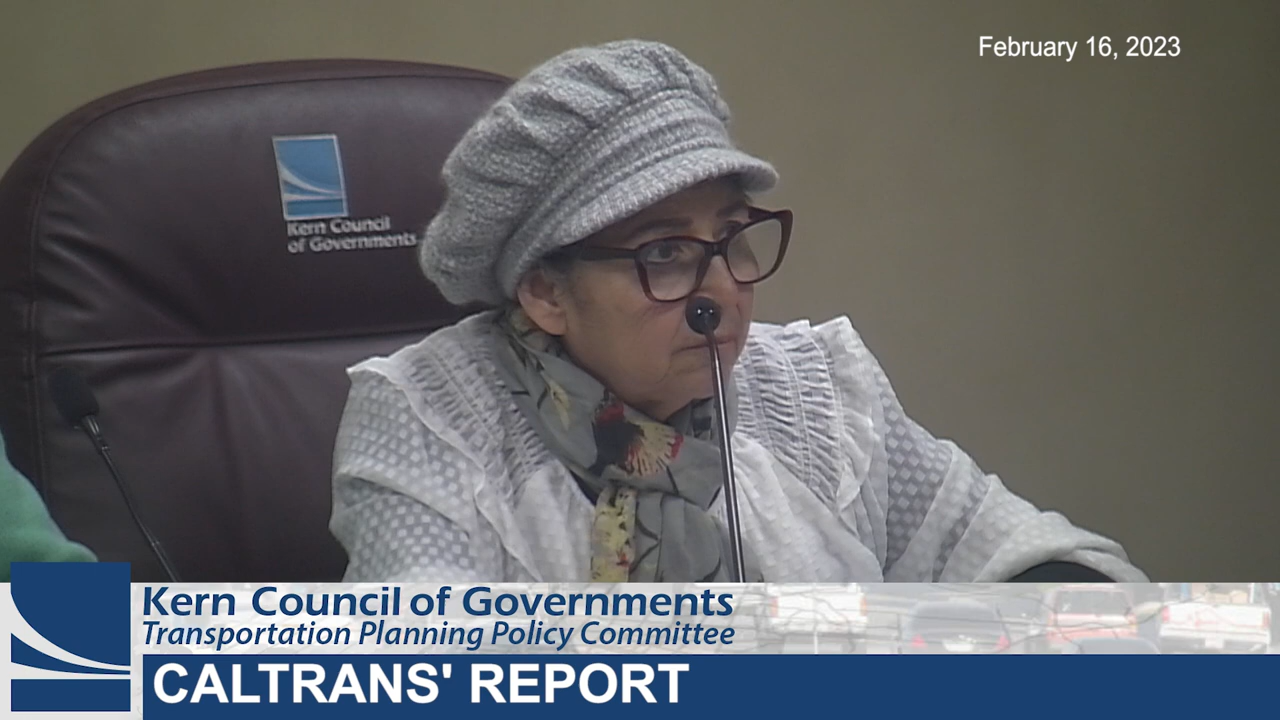 February 16, 2023
Kern Council
of Governments
Kern Council of Governments
Transportation Planning Policy Committee
CALTRANS' REPORT